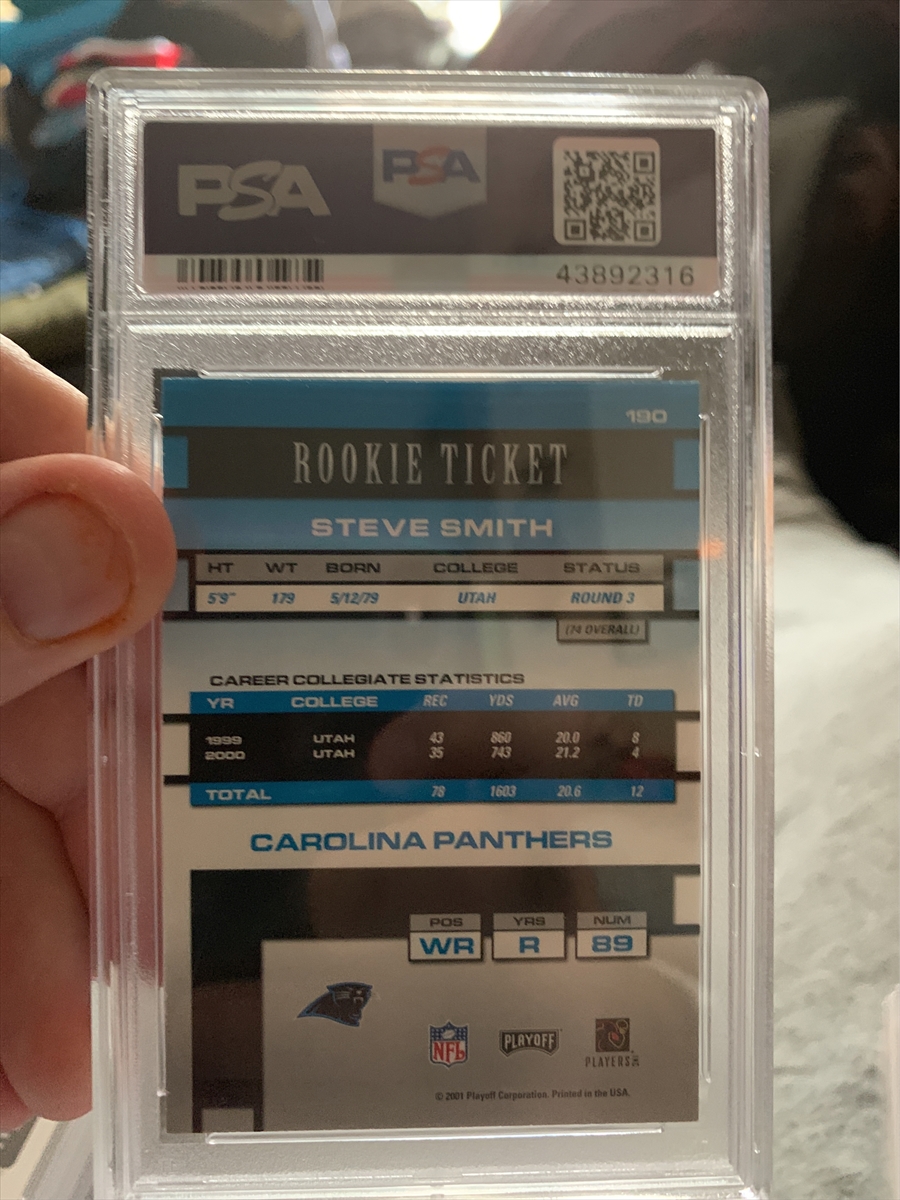 PSA
PSA
43892316
190
ROOKIE TICKET
STEVE SMITH
HT WT BORN COLLEGE STATUS
5'9" 179 5/12/79 UTAH ROUND 3
(74 OVERALL)
CAREER COLLEGIATE STATISTICS
YR COLLEGE REC YDS AVG TD
1999 UTAH 43 860 20.0 8
2000 UTAH 35 743 21.2 4
TOTAL 78 1603 20.6 12
CAROLINA PANTHERS
POS YRS NUM
WR R 89
NFL PLAYOFF
PLAYERS
© 2001 Playoff Corporation. Printed in the USA.